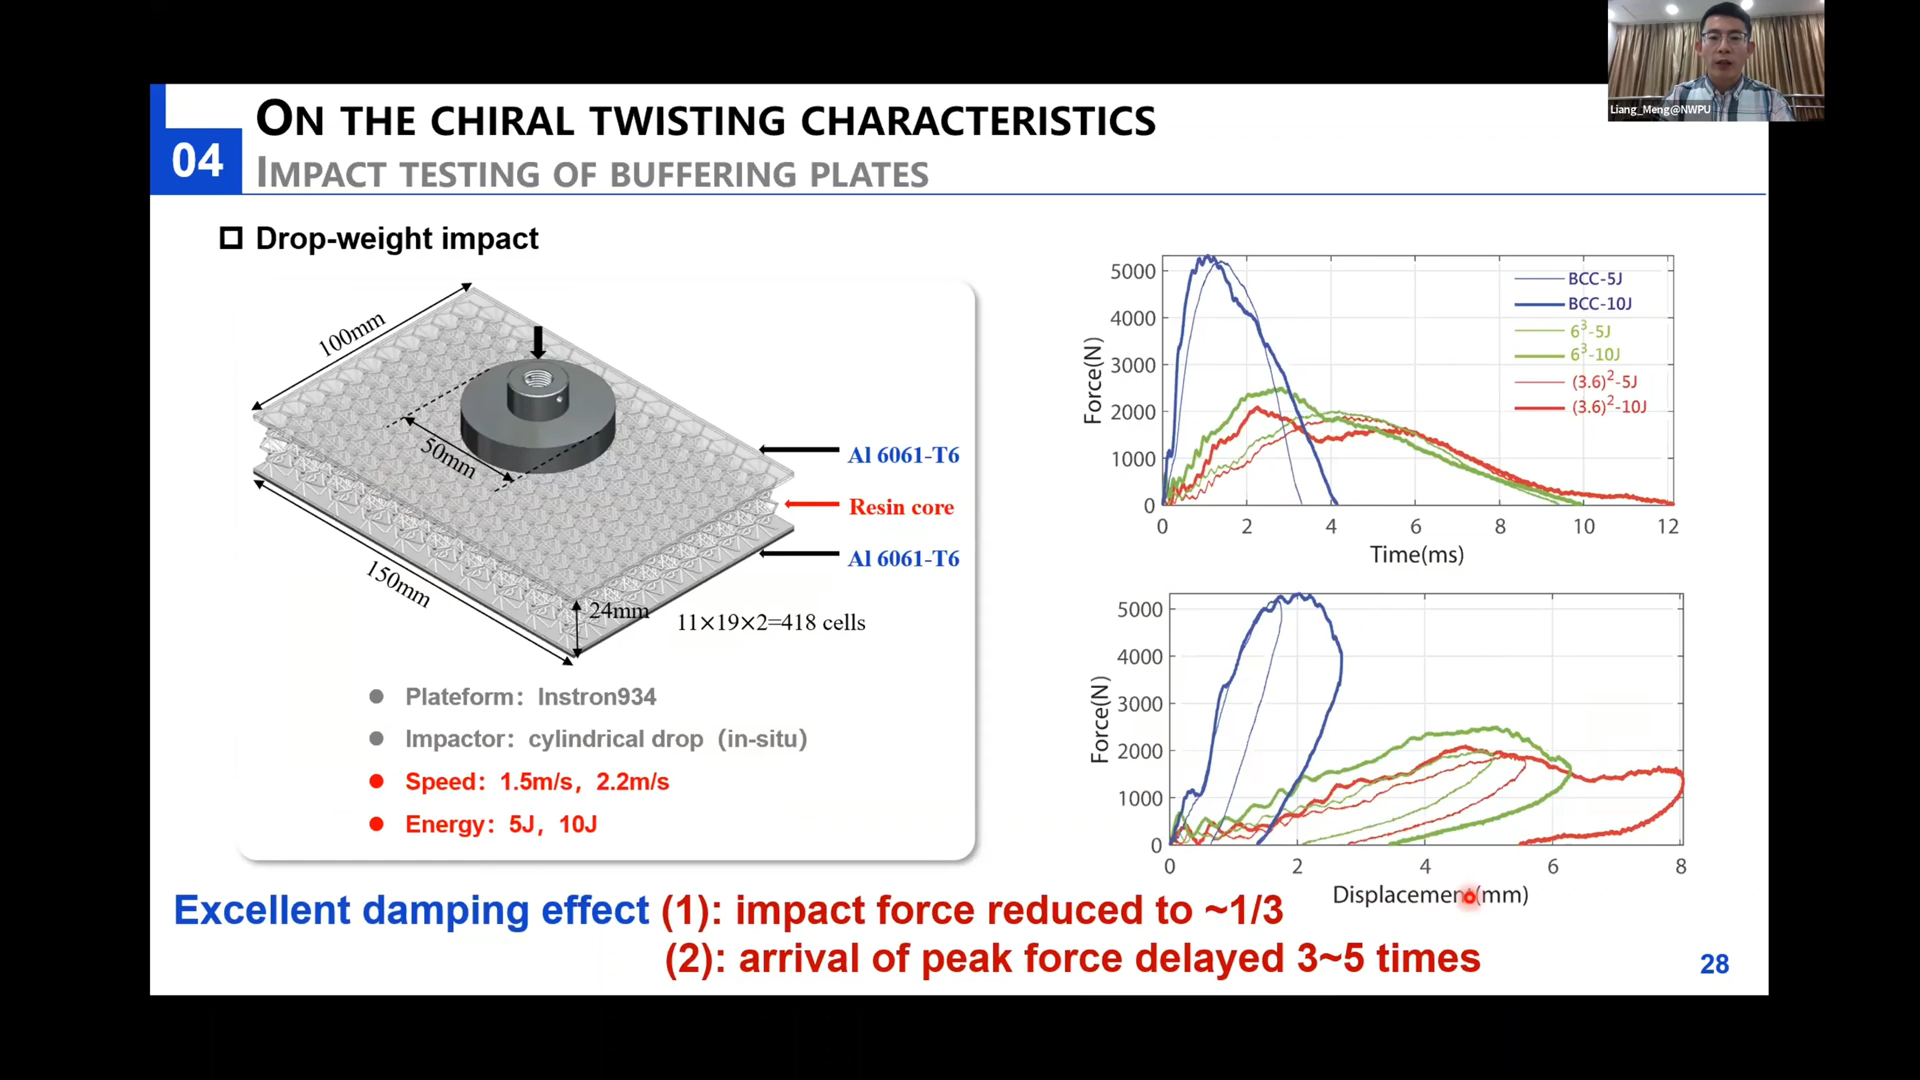 Liang_Meng@NWPU
04
ON THE CHIRAL TWISTING CHARACTERISTICS
IMPACT TESTING OF BUFFERING PLATES
Drop-weight impact
100mm
50mm
150mm
24mm
11×19×2=418 cells
Al 6061-T6
Resin core
Al 6061-T6
Plateform: Instron934
Impactor: cylindrical drop (in-situ)
Speed: 1.5m/s, 2.2m/s
Energy: 5J, 10J
Force(N)
5000
4000
3000
2000
1000
0
0 2 4 6 8 10 12
Time(ms)
BCC-5J
BCC-10J
6³-5J
6³-10J
(3.6)²-5J
(3.6)²-10J
Force(N)
5000
4000
3000
2000
1000
0
0 2 4 6 8
Displacement(mm)
Excellent damping effect (1): impact force reduced to ~1/3
(2): arrival of peak force delayed 3~5 times
28